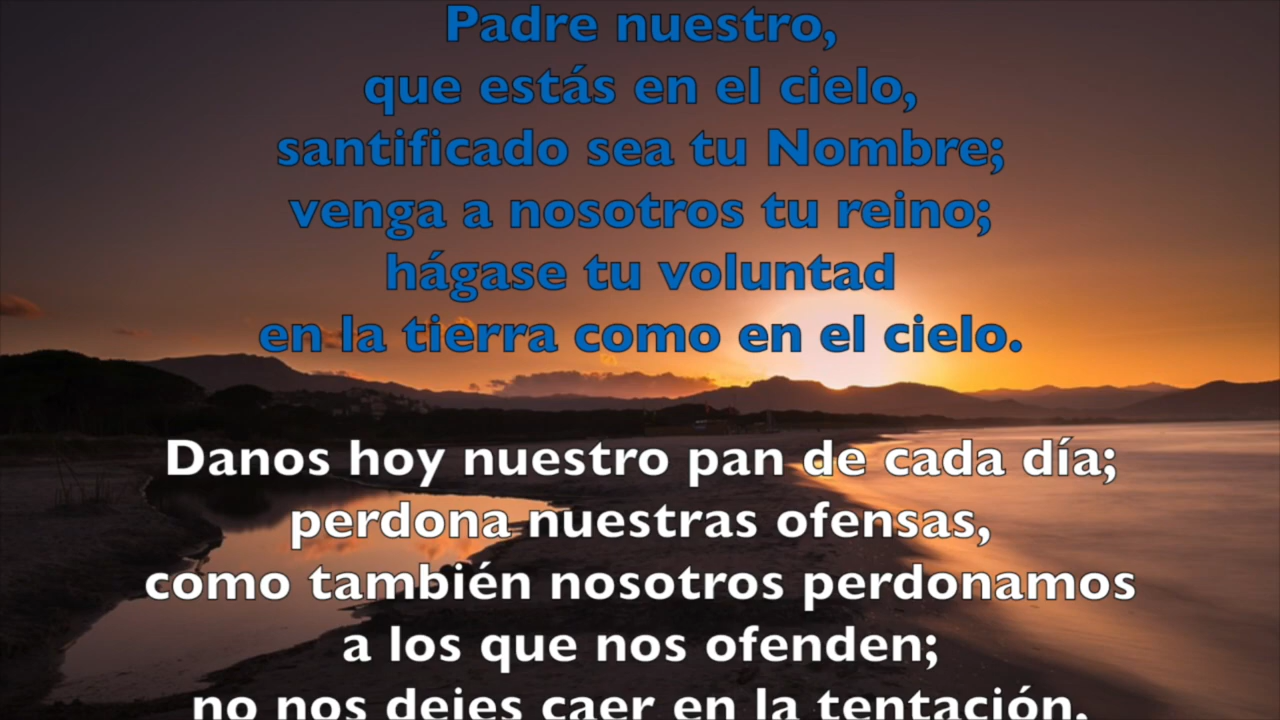 Padre nuestro,
que estás en el cielo,
santificado sea tu Nombre;
venga a nosotros tu reino;
hágase tu voluntad
en la tierra como en el cielo.
Danos hoy nuestro pan de cada día;
perdona nuestras ofensas,
como también nosotros perdonamos
a los que nos ofenden;
no nos dejes caer en la tentación,